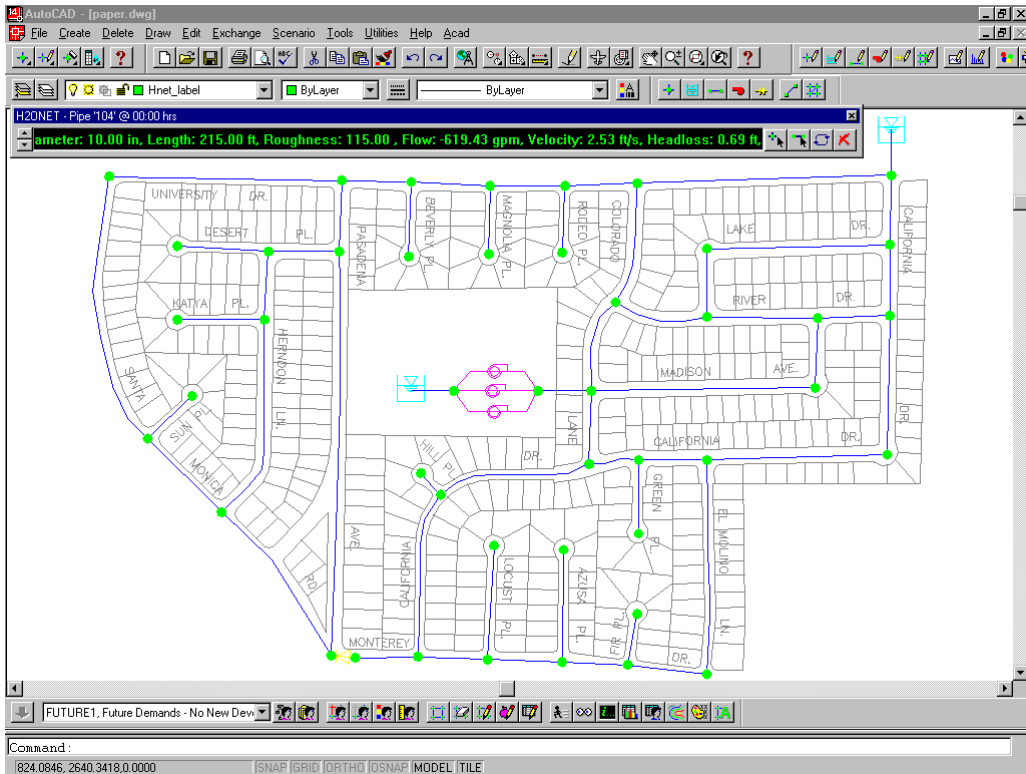 AutoCAD - [paper.dwg]
File Create Delete Draw Edit Exchange Scenario Tools Utilities Help Acad
Hnet_label ByLayer ByLayer
H2ONET - Pipe '104' @ 00:00 hrs
ameter: 10.00 in, Length: 215.00 ft, Roughness: 115.00 , Flow: -619.43 gpm, Velocity: 2.53 ft/s, Headloss: 0.69 ft,
UNIVERSITY DR.
DESERT PL.
PASADENA
BEVERLY PL.
MAGNOLIA PL.
RODEO PL.
COLORADO
LAKE DR.
CALIFORNIA
KATYA PL.
RIVER DR.
HERNDON
LN.
SANTA
MADISON AVE.
SUN PL.
MONICA
LANE
DR.
CALIFORNIA DR.
HILL PL.
DR.
GREEN
PL.
EL MOLINO
LN.
AVE.
CALIFORNIA
LOCUST
PL.
AZUSA
PL.
RD.
FIR PL.
MONTEREY
DR.
FUTURE1, Future Demands - No New Dev
Command:
824.0846, 2640.3418,0.0000 SNAP GRID ORTHO OSNAP MODEL TILE